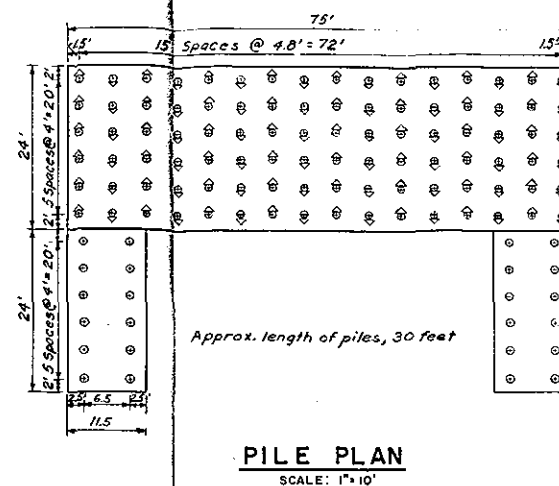 75'
1.5' 15 Spaces @ 4.8' = 72' 1.5'
24'
2' 5 Spaces @ 4' = 20' 2'
24'
2' 5 Spaces @ 4' = 20'
Approx. length of piles, 30 feet
2.5' 6.5 2.5'
11.5
PILE PLAN
SCALE: 1" = 10'